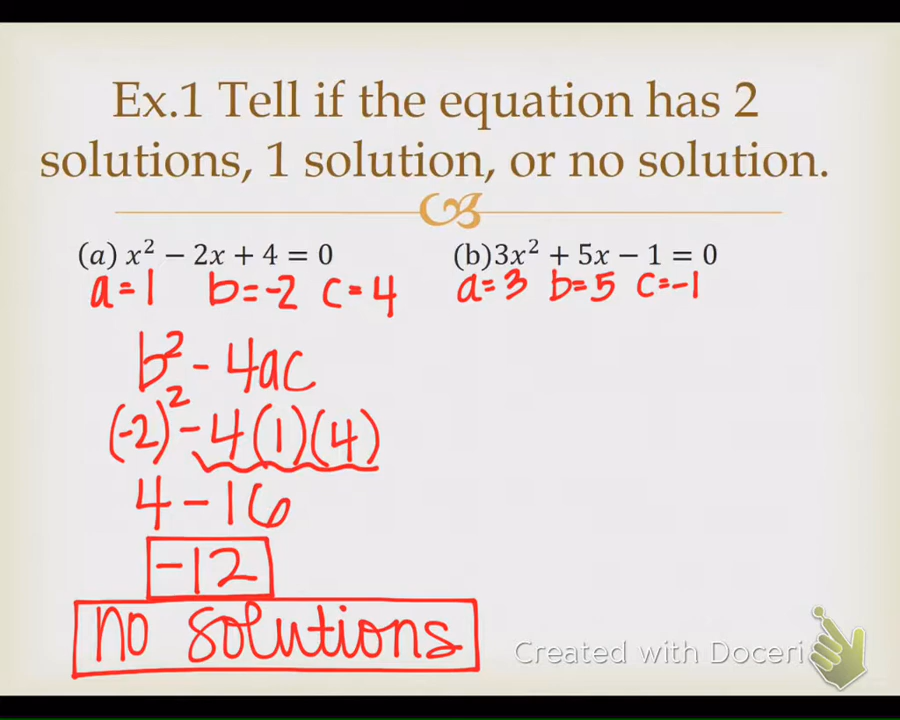 Ex.1 Tell if the equation has 2
solutions, 1 solution, or no solution.
(a) x² − 2x + 4 = 0
a = 1 b = -2 c = 4
b² - 4ac
(-2)² - 4(1)(4)
4 - 16
-12
no solutions
(b)3x² + 5x − 1 = 0
a = 3 b = 5 c = -1
Created with Doceri